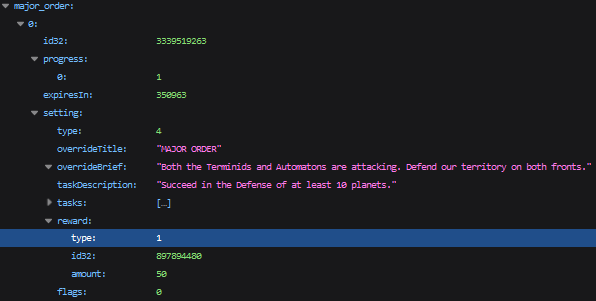 major_order:
0:
id32: 3339519263
progress:
0: 1
expiresIn: 350963
setting:
type: 4
overrideTitle: "MAJOR ORDER"
overrideBrief: "Both the Terminids and Automatons are attacking. Defend our territory on both fronts."
taskDescription: "Succeed in the Defense of at least 10 planets."
tasks: […]
reward:
type: 1
id32: 897894480
amount: 50
flags: 0